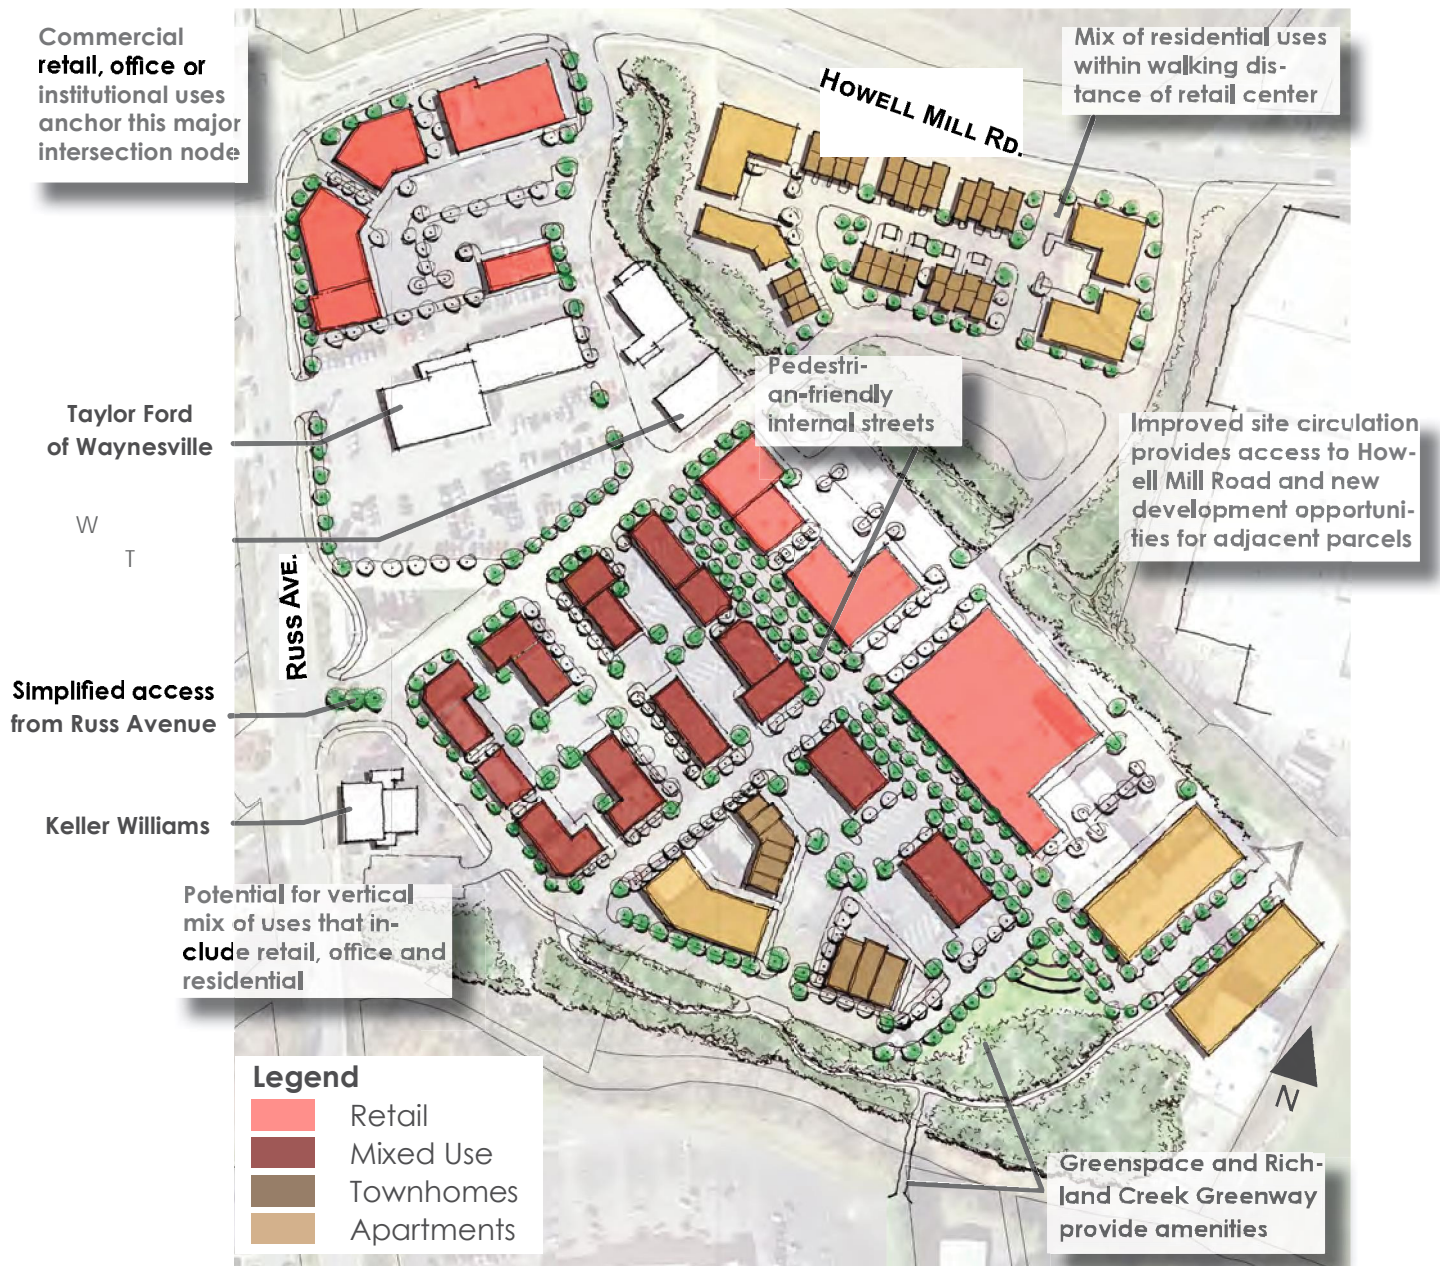 Commercial
retail, office or
institutional uses
anchor this major
intersection node
HOWELL MILL RD.
Mix of residential uses
within walking dis-
tance of retail center
Taylor Ford
of Waynesville
Pedestri-
an-friendly
internal streets
Improved site circulation
provides access to How-
ell Mill Road and new
development opportuni-
ties for adjacent parcels
W
T
RUSS AVE.
Simplified access
from Russ Avenue
Keller Williams
Potential for vertical
mix of uses that in-
clude retail, office and
residential
Legend
Retail
Mixed Use
Townhomes
Apartments
N
Greenspace and Rich-
land Creek Greenway
provide amenities